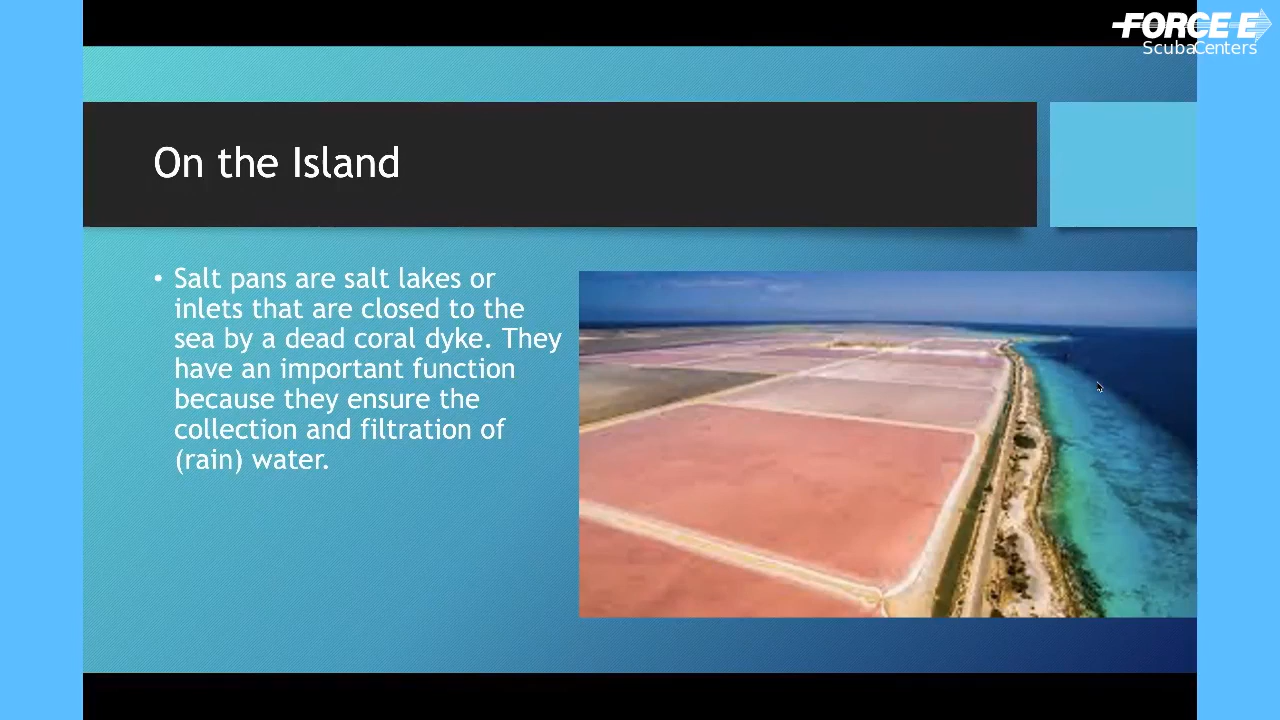 FORCE-E
ScubaCenters
On the Island
• Salt pans are salt lakes or
inlets that are closed to the
sea by a dead coral dyke. They
have an important function
because they ensure the
collection and filtration of
(rain) water.